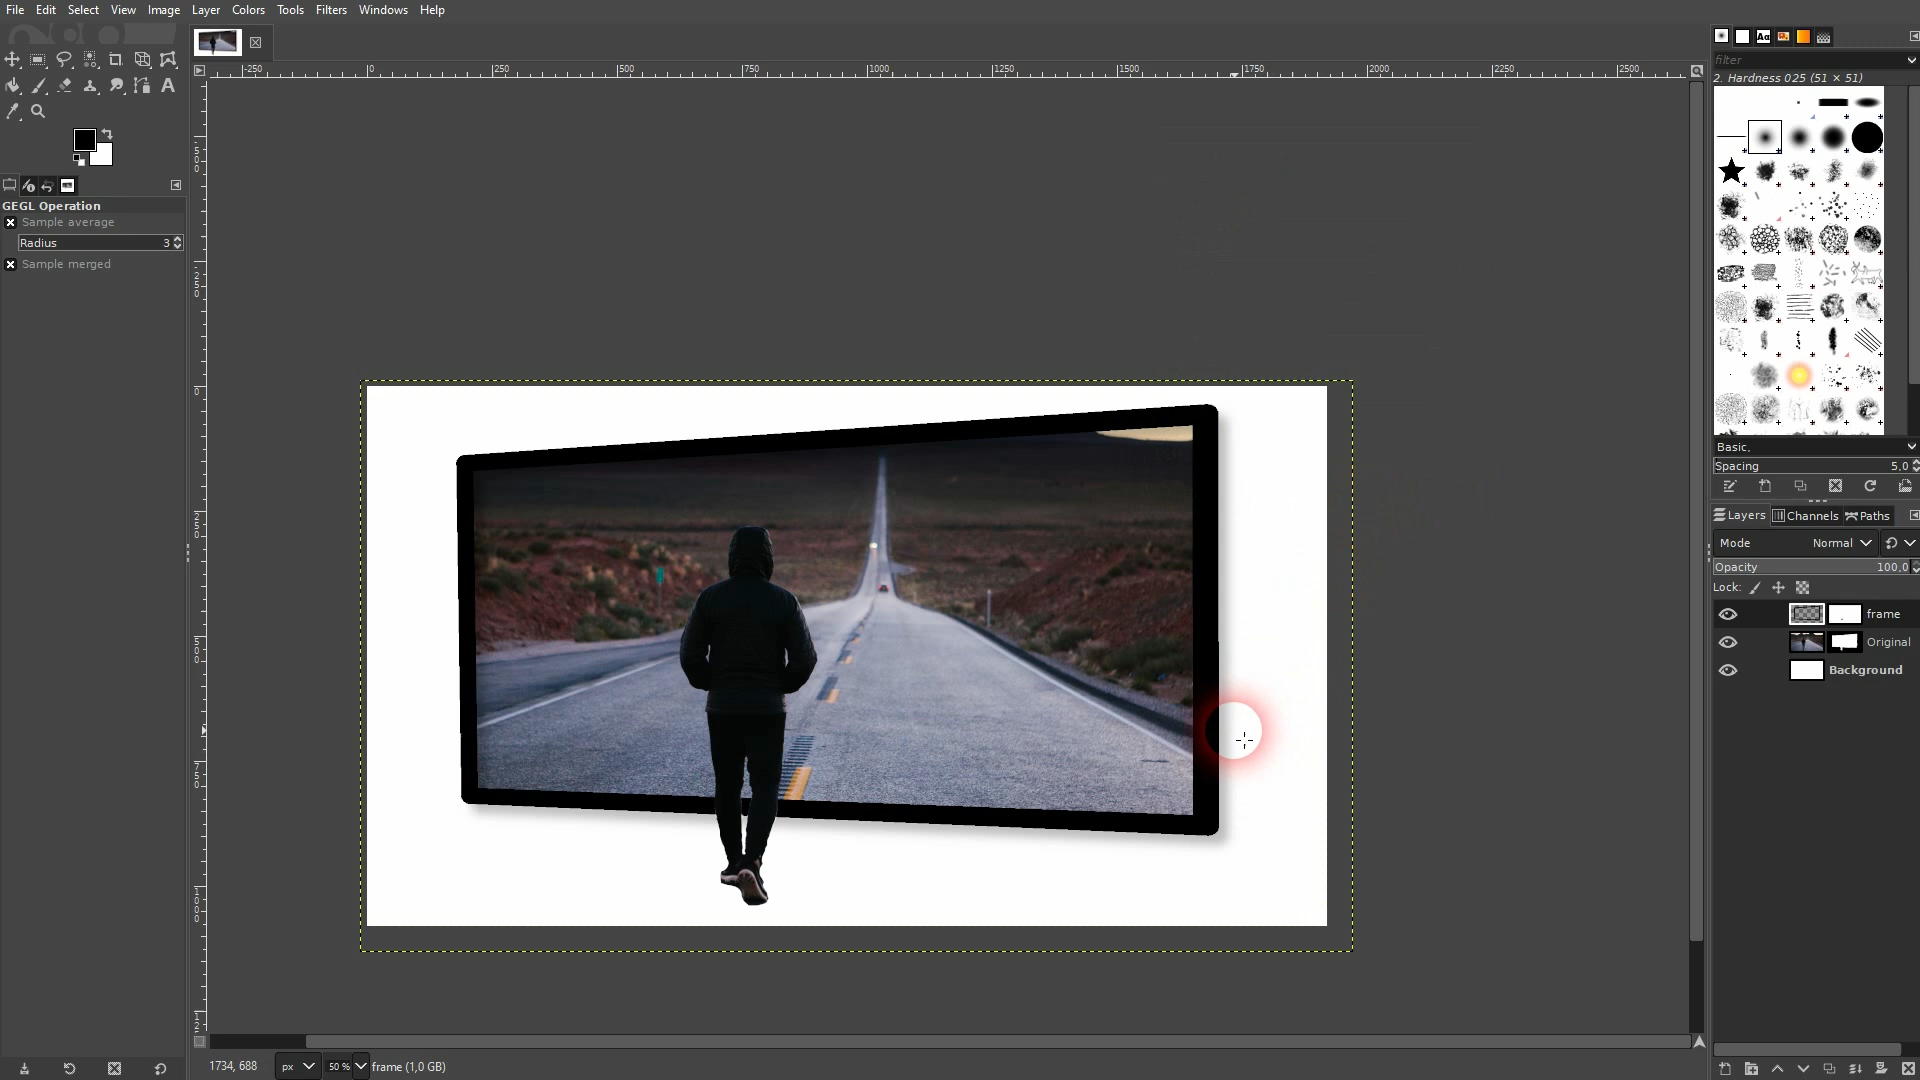 File Edit Select View Image Layer Colors Tools Filters Windows Help
-250 0 250 500 750 1000 1250 1500 1750 2000 2250 2500
GEGL Operation
Sample average
Radius 3
Sample merged
filter
2. Hardness 025 (51 × 51)
Basic,
Spacing 5,0
Layers Channels Paths
Mode Normal
Opacity 100,0
Lock:
frame
Original
Background
1734, 688 px 50 % frame (1,0 GB)